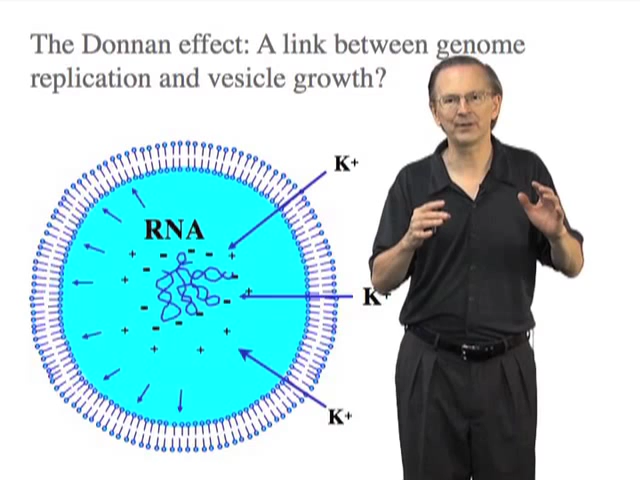 The Donnan effect: A link between genome
replication and vesicle growth?
K+
RNA
K+
K+